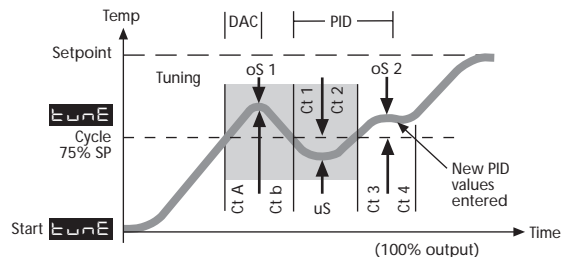 Temp
DAC
PID
Setpoint
Tuning
oS 1
Ct 1
Ct 2
oS 2
tunE
Cycle
75% SP
New PID
values
entered
Ct A
Ct b
uS
Ct 3
Ct 4
Start tunE
Time
(100% output)